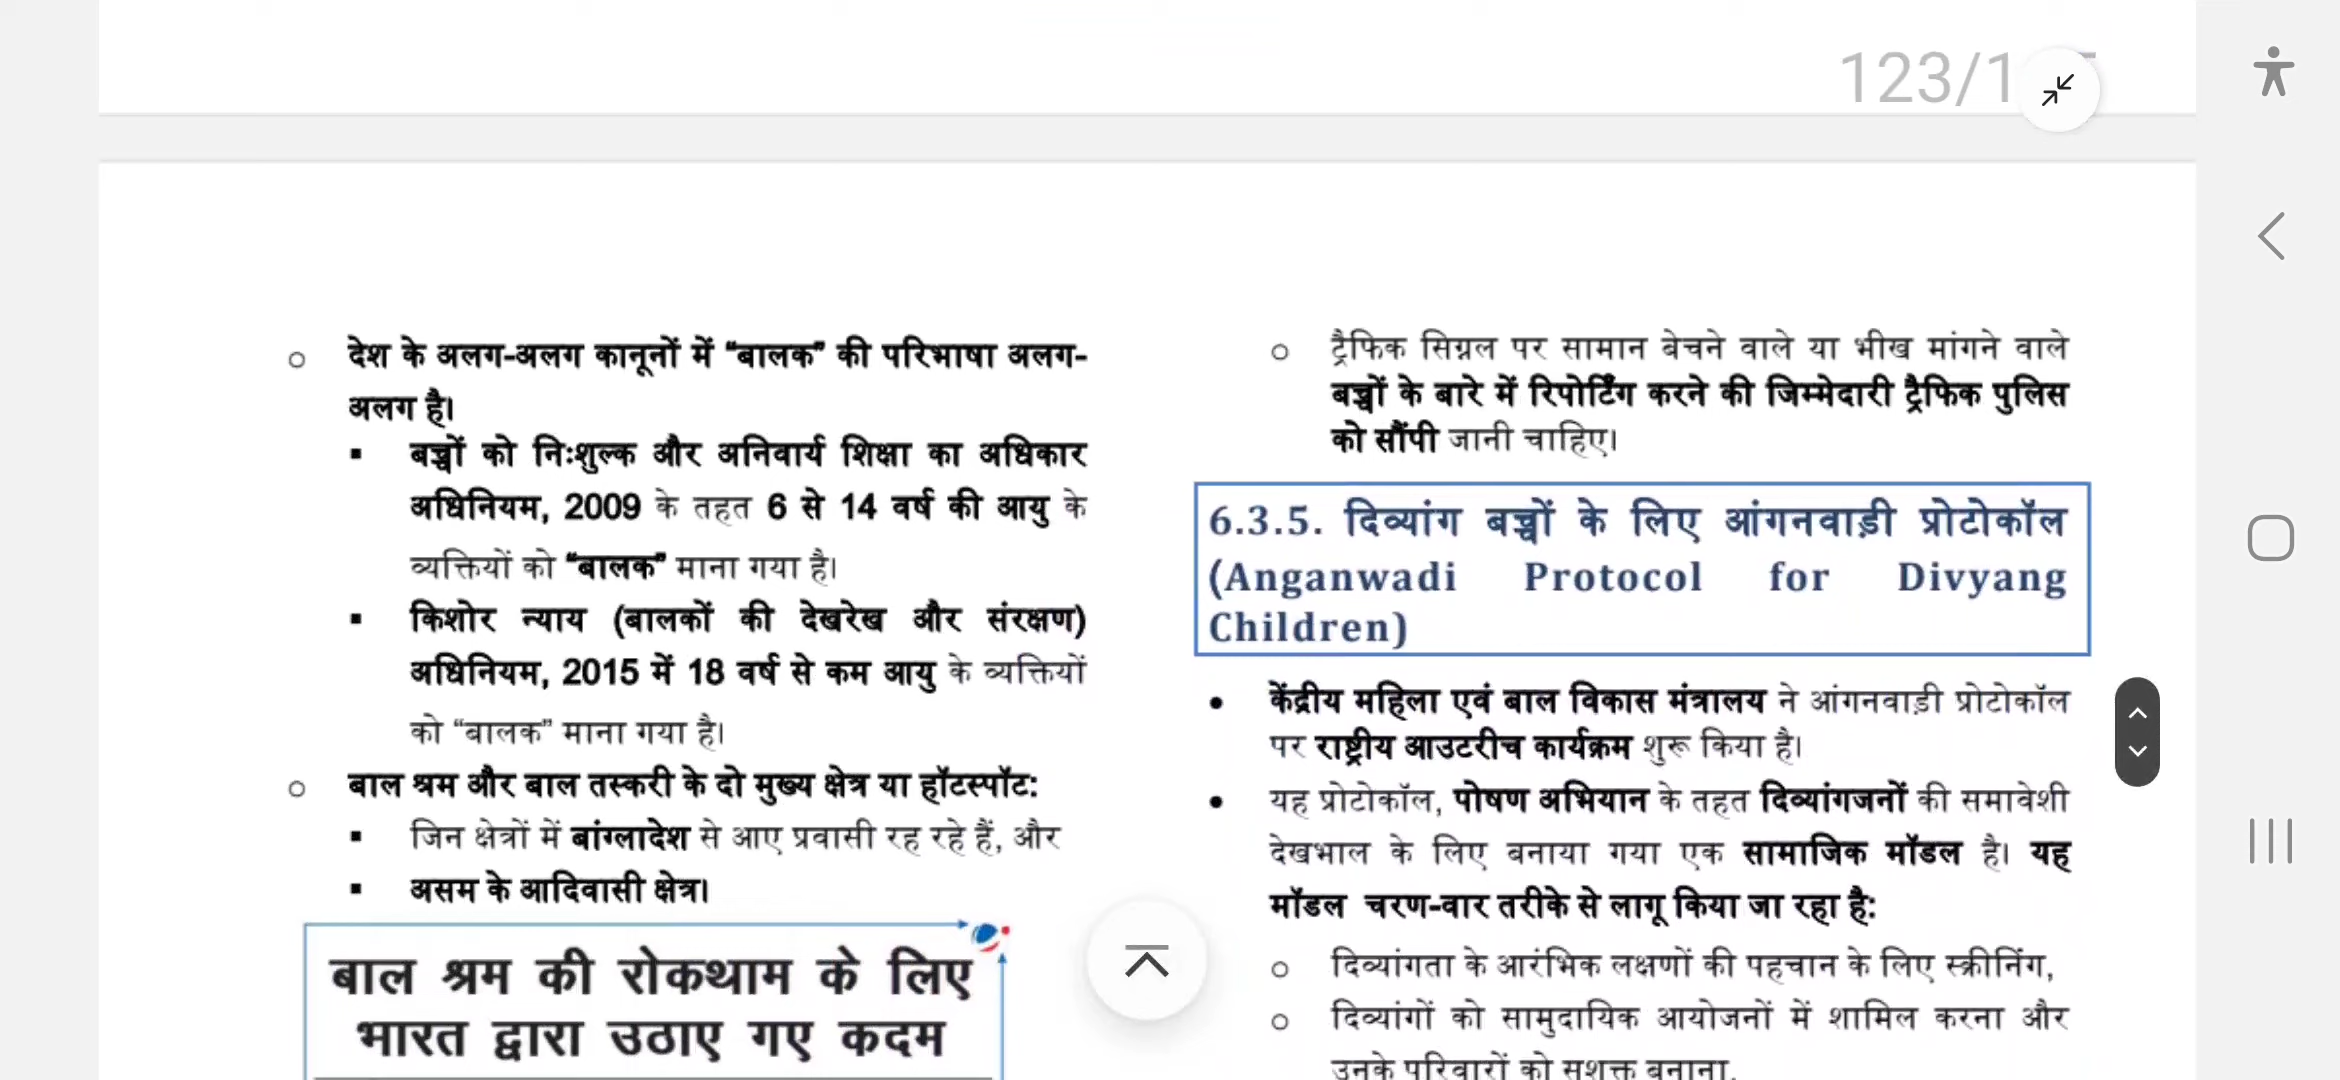 123/1
देश के अलग-अलग कानूनों में “बालक” की परिभाषा अलग-
अलग है।
बच्चों को निःशुल्क और अनिवार्य शिक्षा का अधिकार
अधिनियम, 2009 के तहत 6 से 14 वर्ष की आयु के
व्यक्तियों को “बालक” माना गया है।
किशोर न्याय (बालकों की देखरेख और संरक्षण)
अधिनियम, 2015 में 18 वर्ष से कम आयु के व्यक्तियों
को “बालक” माना गया है।
बाल श्रम और बाल तस्करी के दो मुख्य क्षेत्र या हॉटस्पॉट:
जिन क्षेत्रों में बांग्लादेश से आए प्रवासी रह रहे हैं, और
असम के आदिवासी क्षेत्र।
बाल श्रम की रोकथाम के लिए
भारत द्वारा उठाए गए कदम
ट्रैफिक सिग्नल पर सामान बेचने वाले या भीख मांगने वाले
बच्चों के बारे में रिपोर्टिंग करने की जिम्मेदारी ट्रैफिक पुलिस
को सौंपी जानी चाहिए।
6.3.5. दिव्यांग बच्चों के लिए आंगनवाड़ी प्रोटोकॉल
(Anganwadi Protocol for Divyang
Children)
केंद्रीय महिला एवं बाल विकास मंत्रालय ने आंगनवाड़ी प्रोटोकॉल
पर राष्ट्रीय आउटरीच कार्यक्रम शुरू किया है।
यह प्रोटोकॉल, पोषण अभियान के तहत दिव्यांगजनों की समावेशी
देखभाल के लिए बनाया गया एक सामाजिक मॉडल है। यह
मॉडल चरण-वार तरीके से लागू किया जा रहा है:
दिव्यांगता के आरंभिक लक्षणों की पहचान के लिए स्क्रीनिंग,
दिव्यांगों को सामुदायिक आयोजनों में शामिल करना और
उनके परिवारों को सशक्त बनाना,